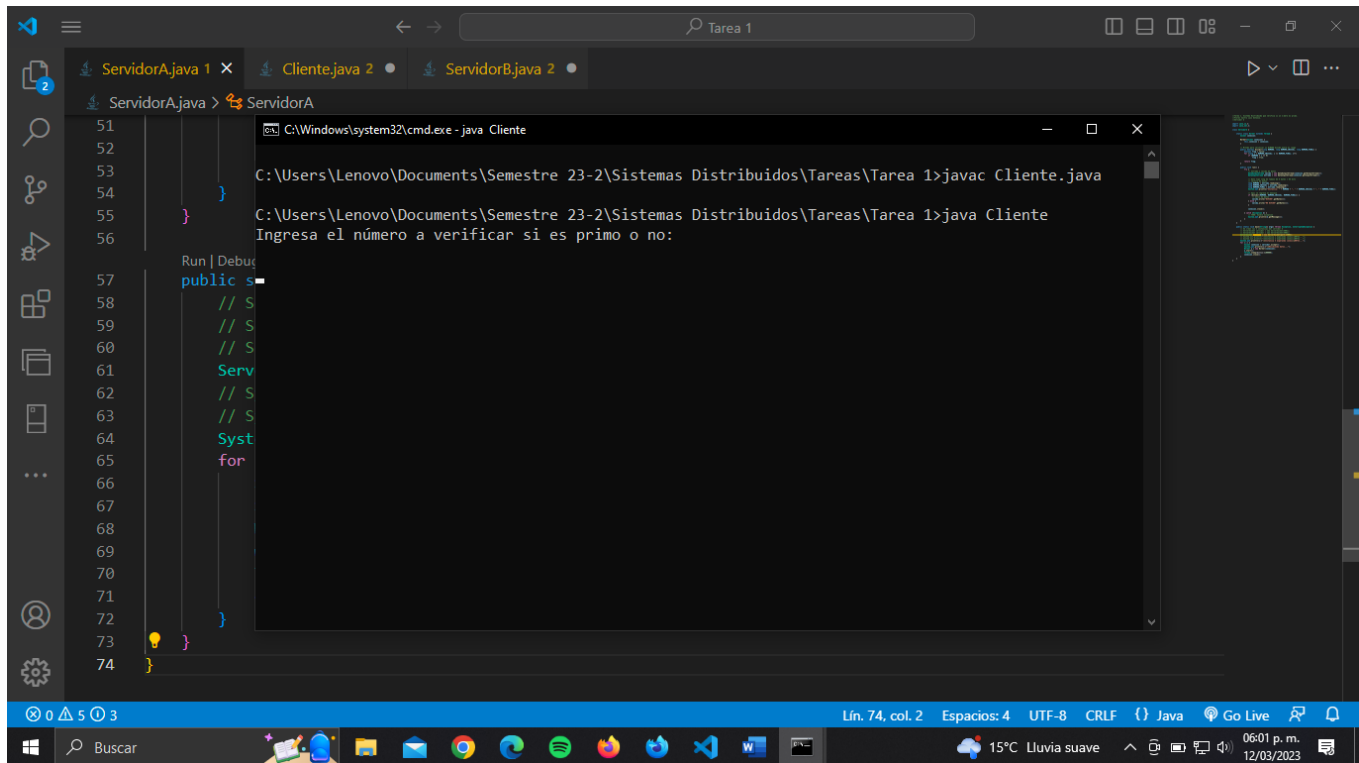 Tarea 1
ServidorA.java 1
Cliente.java 2
ServidorB.java 2
ServidorA.java > ServidorA
2
51
52
53
54 }
55 }
56
C:\Windows\system32\cmd.exe - java Cliente
C:\Users\Lenovo\Documents\Semestre 23-2\Sistemas Distribuidos\Tareas\Tarea 1>javac Cliente.java
C:\Users\Lenovo\Documents\Semestre 23-2\Sistemas Distribuidos\Tareas\Tarea 1>java Cliente
Ingresa el número a verificar si es primo o no:
Run | Debug
57 public s
58 // S
59 // S
60 // S
61 Serv
62 // S
63 // S
64 Syst
65 for
66
67
68
69
70
71
72 }
73 }
74 }
0 5 3
Lín. 74, col. 2 Espacios: 4 UTF-8 CRLF {} Java Go Live
Buscar
15°C Lluvia suave
06:01 p. m.
12/03/2023